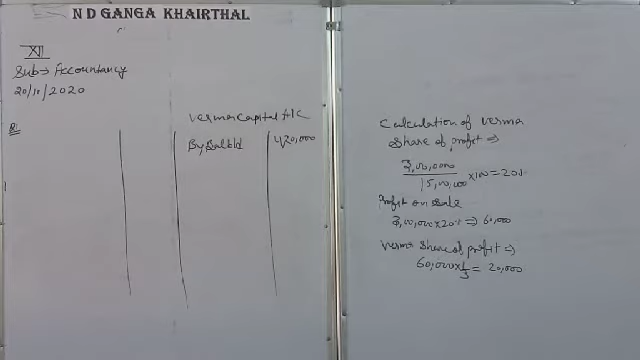 N D GANGA KHAIRTHAL
XII
Sub→ Accountancy
20/10/2020
Q.
Verma capital A/c
By Bal b/d 4,20,000
Calculation of Verma
Share of profit ⇒
3,00,000 / 15,00,000 ×100 = 20%
Profit on Sale
3,00,000 × 20% ⇒ 60,000
Verma Share of profit ⇒
60,000 × 1/3 = 20,000